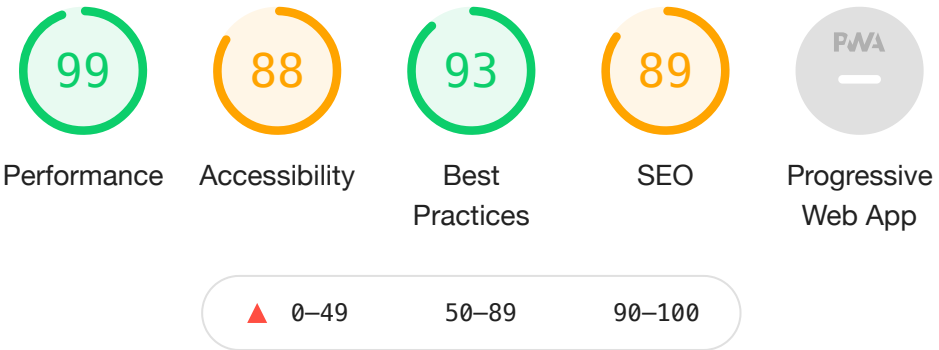 99 88 93 89 PWA
Performance Accessibility Best Practices SEO Progressive Web App
0–49 50–89 90–100